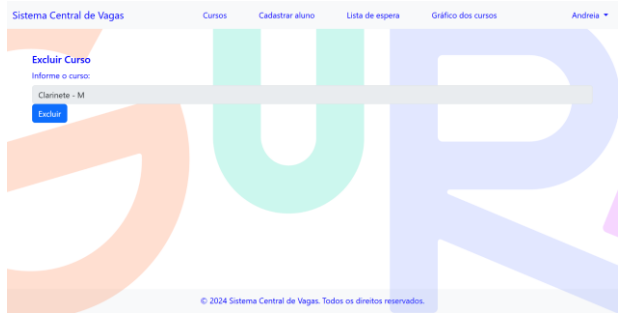 Sistema Central de Vagas Cursos Cadastrar aluno Lista de espera Gráfico dos cursos Andreia
Excluir Curso
Informe o curso:
Clarinete - M
Excluir
© 2024 Sistema Central de Vagas. Todos os direitos reservados.